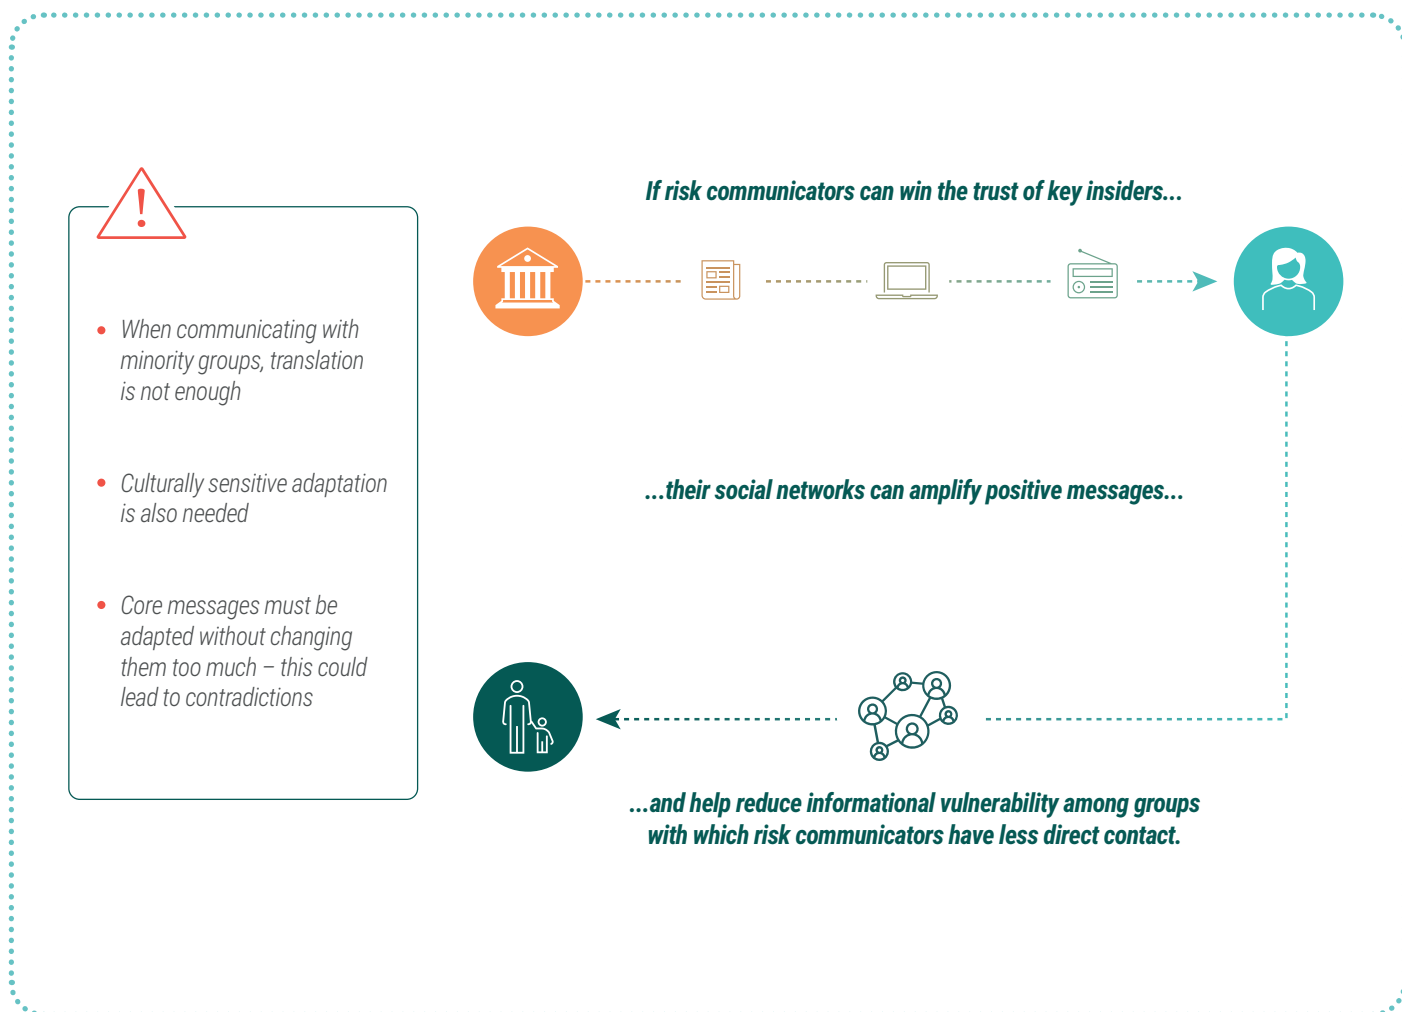 !
• When communicating with
minority groups, translation
is not enough
• Culturally sensitive adaptation
is also needed
• Core messages must be
adapted without changing
them too much – this could
lead to contradictions
If risk communicators can win the trust of key insiders...
...their social networks can amplify positive messages...
...and help reduce informational vulnerability among groups
with which risk communicators have less direct contact.